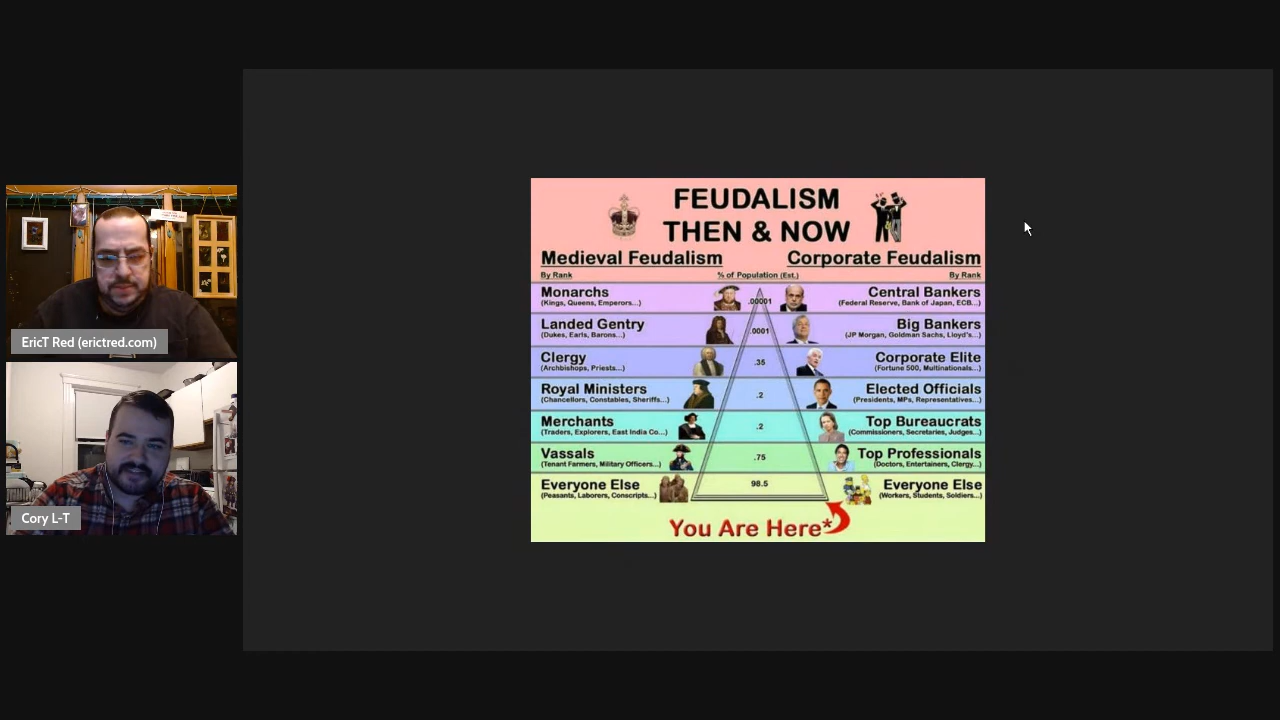 EricT Red (erictred.com)
Cory L-T
FEUDALISM
THEN & NOW
Medieval Feudalism Corporate Feudalism
By Rank % of Population (Est.) By Rank
Monarchs .00001 Central Bankers
(Kings, Queens, Emperors...) (Federal Reserve, Bank of Japan, ECB...)
Landed Gentry .0001 Big Bankers
(Dukes, Earls, Barons...) (JP Morgan, Goldman Sachs, Lloyd's...)
Clergy .35 Corporate Elite
(Archbishops, Priests...) (Fortune 500, Multinationals...)
Royal Ministers .2 Elected Officials
(Chancellors, Constables, Sheriffs...) (Presidents, MPs, Representatives...)
Merchants .2 Top Bureaucrats
(Traders, Explorers, East India Co...) (Commissioners, Secretaries, Judges...)
Vassals .75 Top Professionals
(Tenant Farmers, Military Officers...) (Doctors, Entertainers, Clergy...)
Everyone Else 98.5 Everyone Else
(Peasants, Laborers, Conscripts...) (Workers, Students, Soldiers...)
You Are Here*